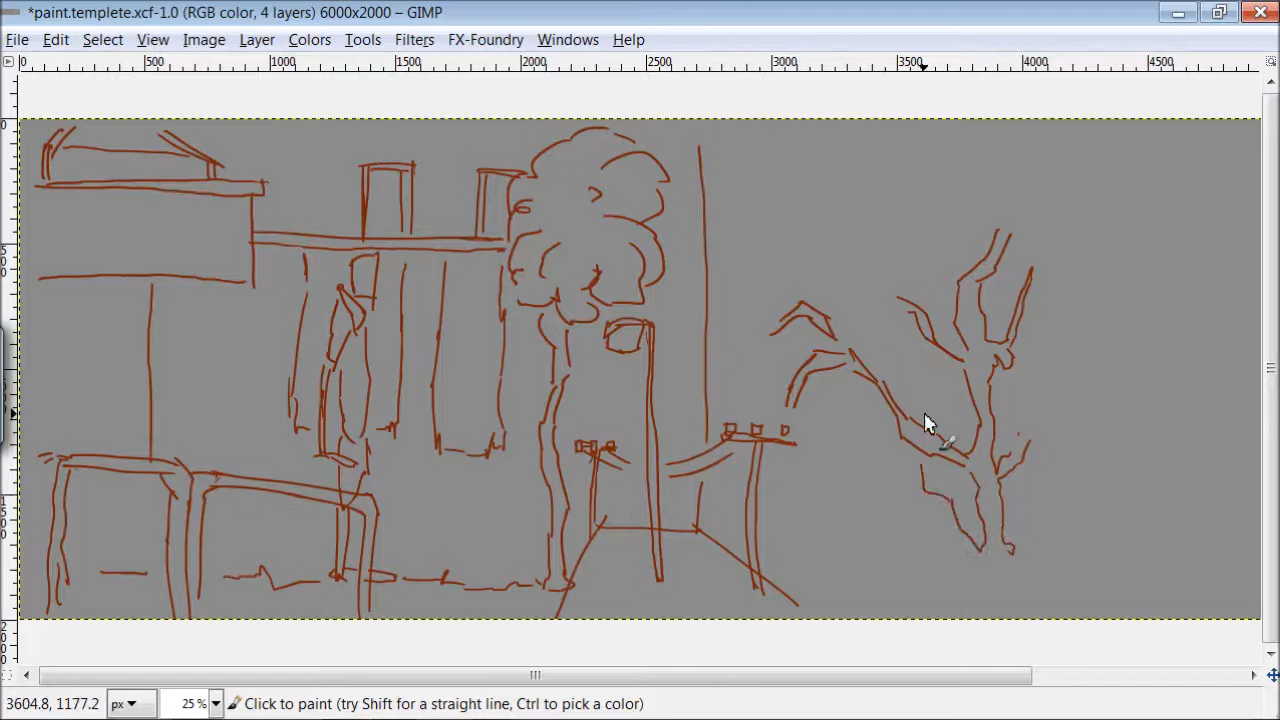 *paint.templete.xcf-1.0 (RGB color, 4 layers) 6000x2000 – GIMP
File Edit Select View Image Layer Colors Tools Filters FX-Foundry Windows Help
0 500 1000 1500 2000 2500 3000 3500 4000 4500
3604.8, 1177.2 px 25 % Click to paint (try Shift for a straight line, Ctrl to pick a color)